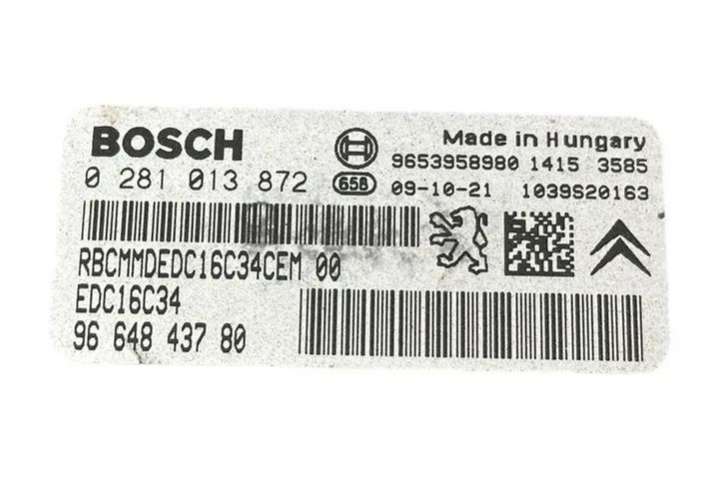 BOSCH
Made in Hungary
9653958980 1415 3585
0 281 013 872
658
09-10-21 1039S20163
RBCMMDEDC16C34CEM 00
EDC16C34
96 648 437 80